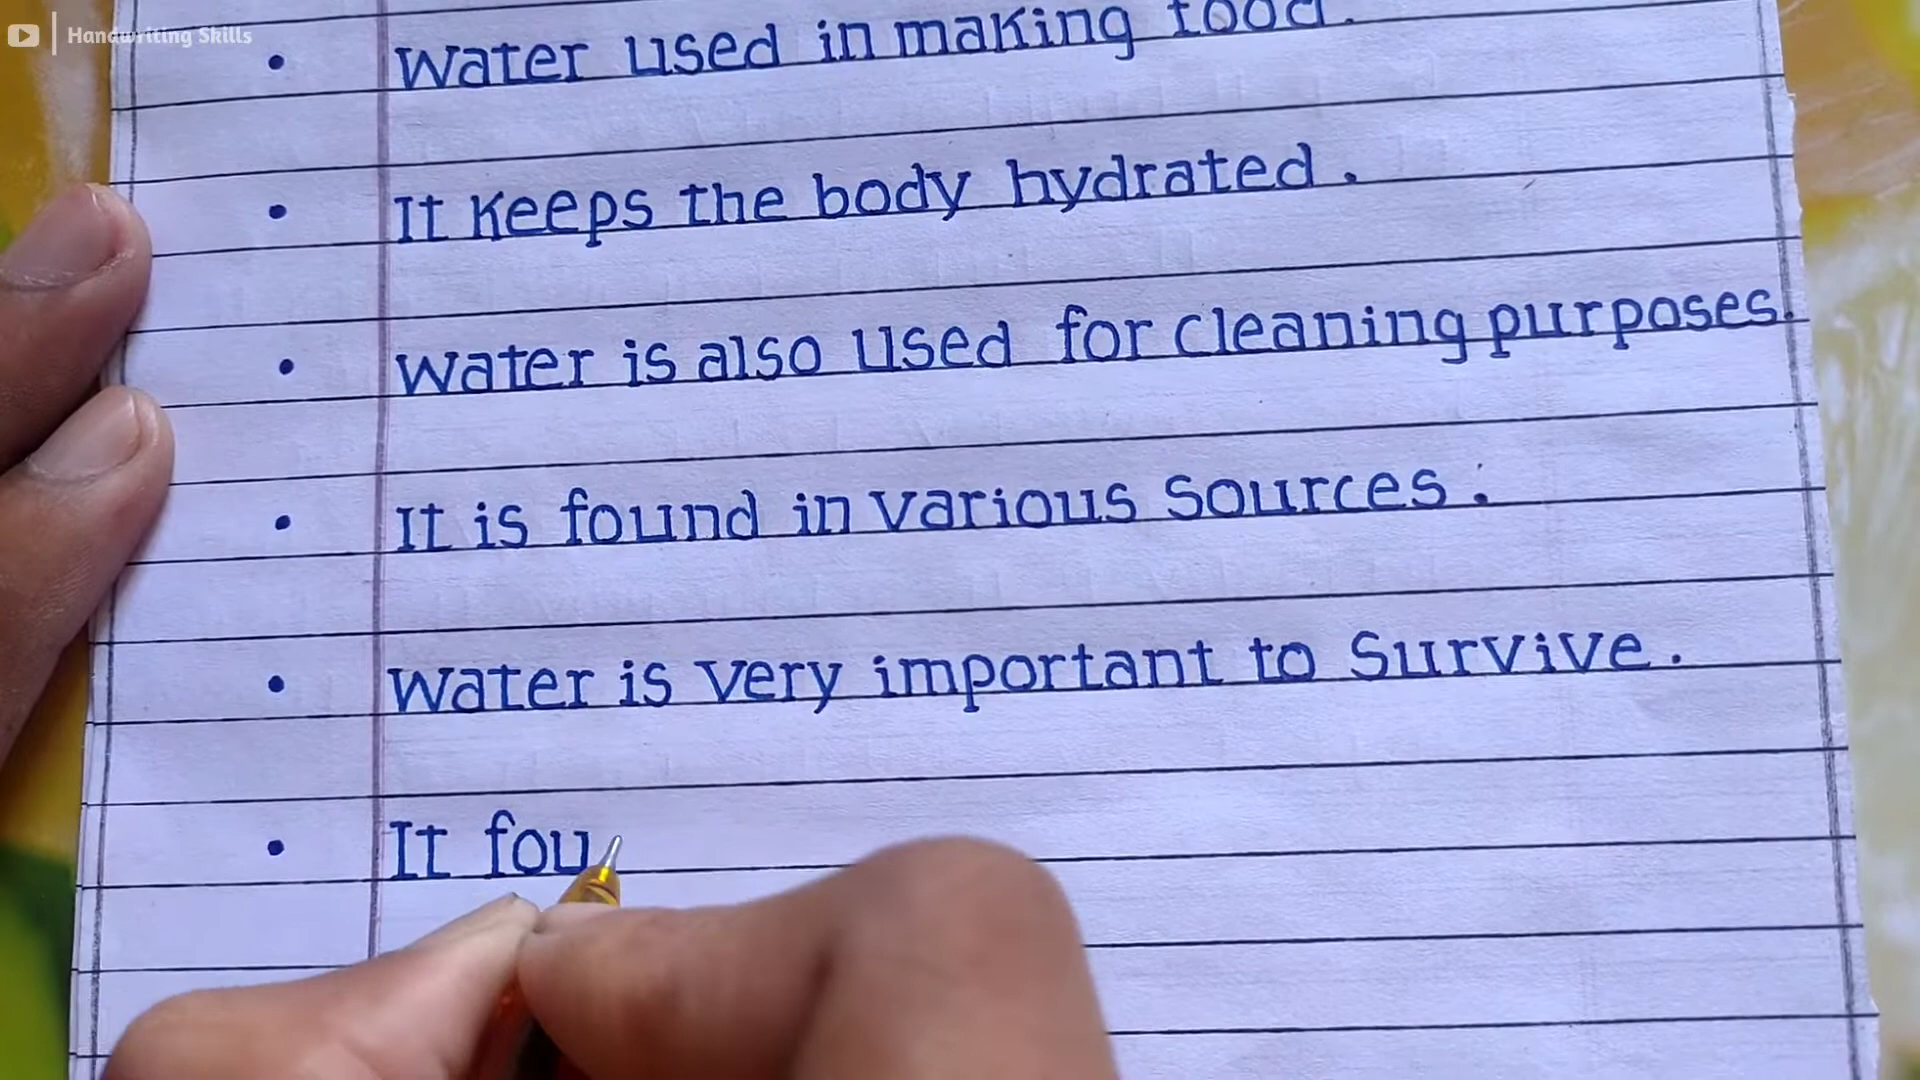 Handwriting Skills
• Water used in making food.
• It keeps the body hydrated.
• Water is also used for cleaning purposes.
• It is found in various sources.
• Water is very important to survive.
• It fou